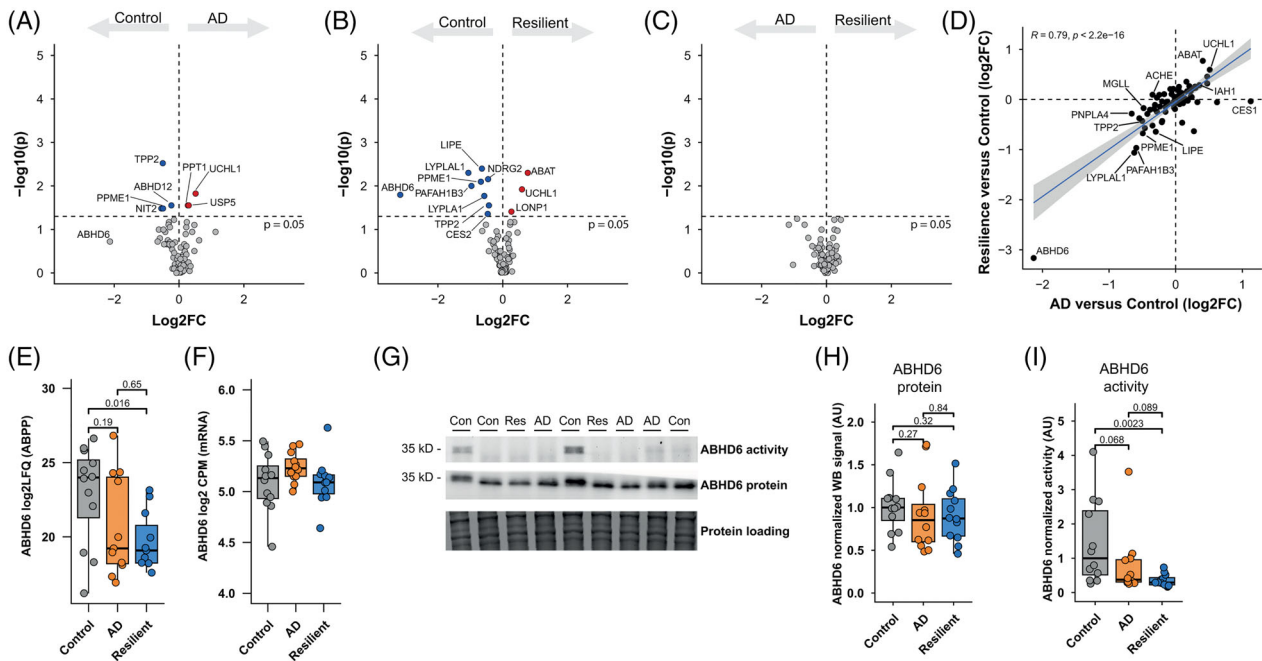 (A)
Control
AD
5
4
3
2
1
0
−log10(p)
TPP2
PPT1
UCHL1
ABHD12
PPME1
NIT2
USP5
ABHD6
p = 0.05
−2
0
2
Log2FC
(B)
Control
Resilient
5
4
3
2
1
0
−log10(p)
LIPE
LYPLAL1
NDRG2
ABAT
PPME1
ABHD6
PAFAH1B3
UCHL1
LYPLA1
LONP1
TPP2
CES2
p = 0.05
−2
0
2
Log2FC
(C)
AD
Resilient
5
4
3
2
1
0
−log10(p)
p = 0.05
−2
0
2
Log2FC
(D)
R = 0.79, p < 2.2e−16
Resilience versus Control (log2FC)
1
0
−1
−2
−3
UCHL1
ABAT
ACHE
MGLL
IAH1
CES1
PNPLA4
TPP2
PPME1
LIPE
PAFAH1B3
LYPLAL1
ABHD6
−2
−1
0
1
AD versus Control (log2FC)
(E)
ABHD6 log2LFQ (ABPP)
30
25
20
0.65
0.016
0.19
Control
AD
Resilient
(F)
ABHD6 log2 CPM (mRNA)
6.0
5.5
5.0
4.5
4.0
Control
AD
Resilient
(G)
Con Con Res AD Con Res AD AD Con
35 kD -
ABHD6 activity
35 kD -
ABHD6 protein
Protein loading
(H)
ABHD6
protein
ABHD6 normalized WB signal (AU)
2.0
1.5
1.0
0.5
0.0
0.84
0.32
0.27
Control
AD
Resilient
(I)
ABHD6
activity
ABHD6 normalized activity (AU)
5
4
3
2
1
0
0.089
0.0023
0.068
Control
AD
Resilient